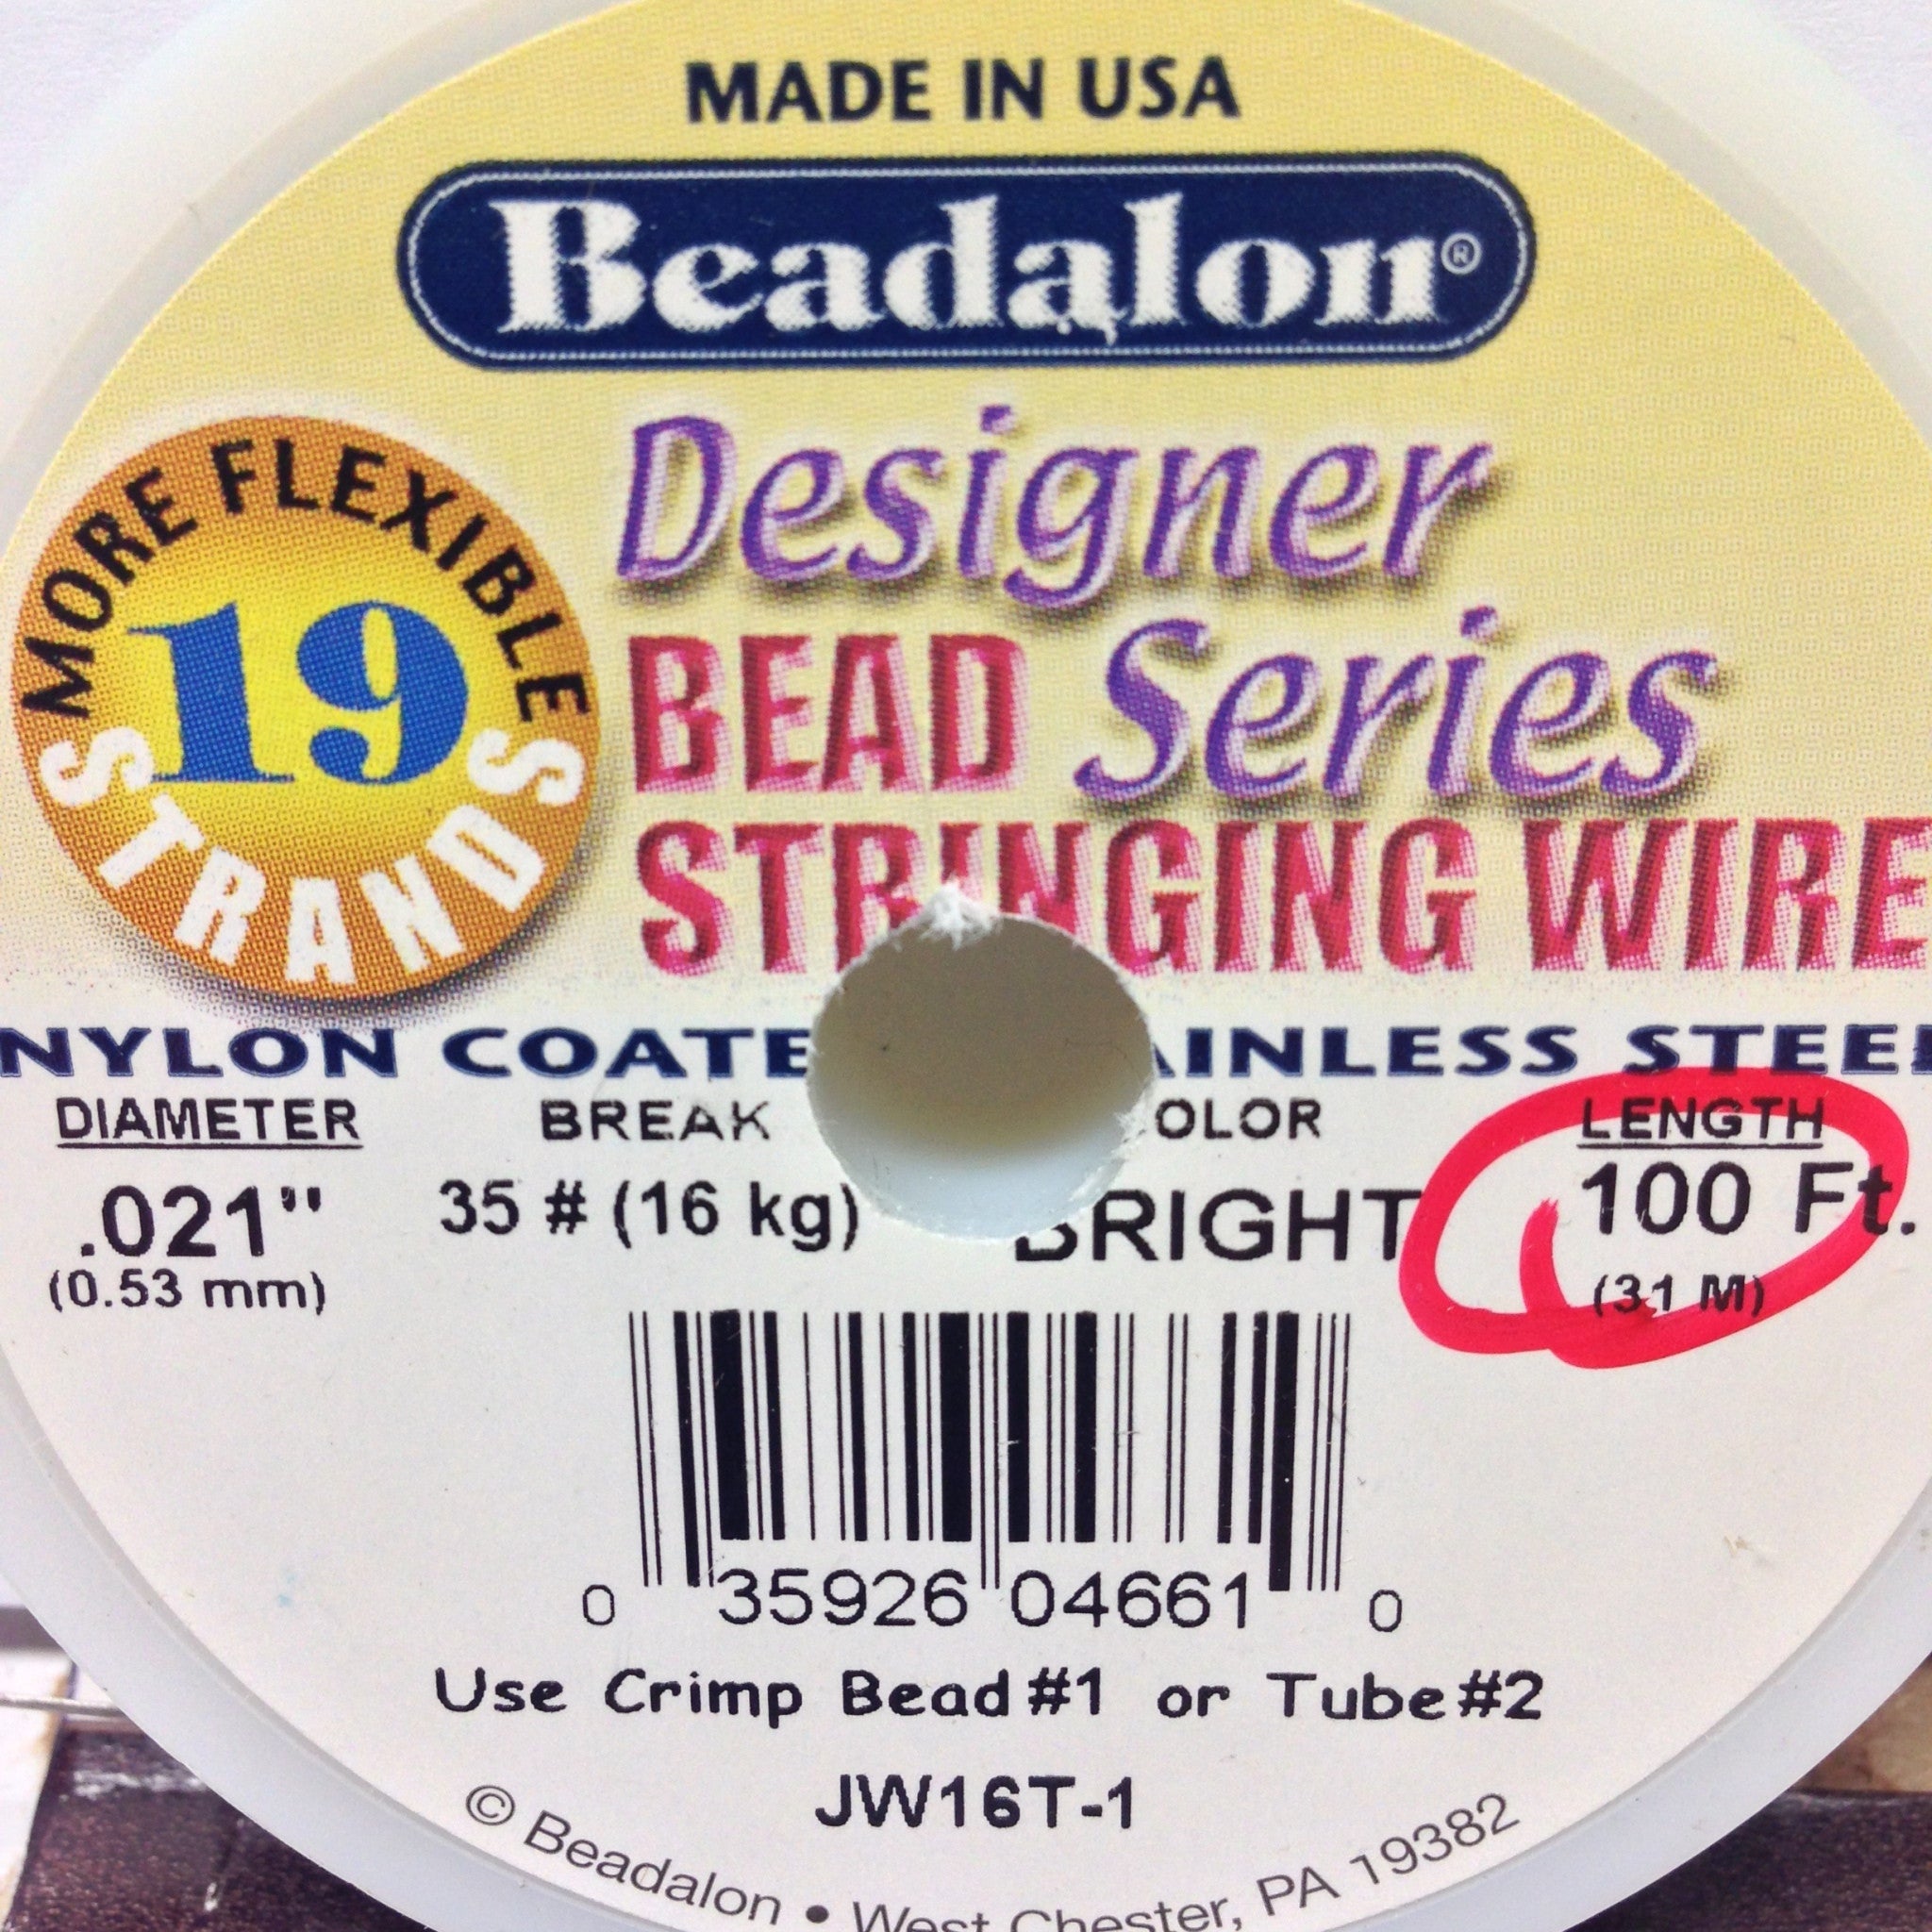 MADE IN USA
Beadalon®
MORE FLEXIBLE
19
STRANDS
Designer
BEAD Series
STRINGING WIRE
NYLON COATE AINLESS STEEL
DIAMETER BREAK OLOR LENGTH
.021" 35 # (16 kg) BRIGHT 100 Ft.
(0.53 mm) (31 M)
0 35926 04661 0
Use Crimp Bead #1 or Tube #2
JW16T-1
© Beadalon • West Chester, PA 19382